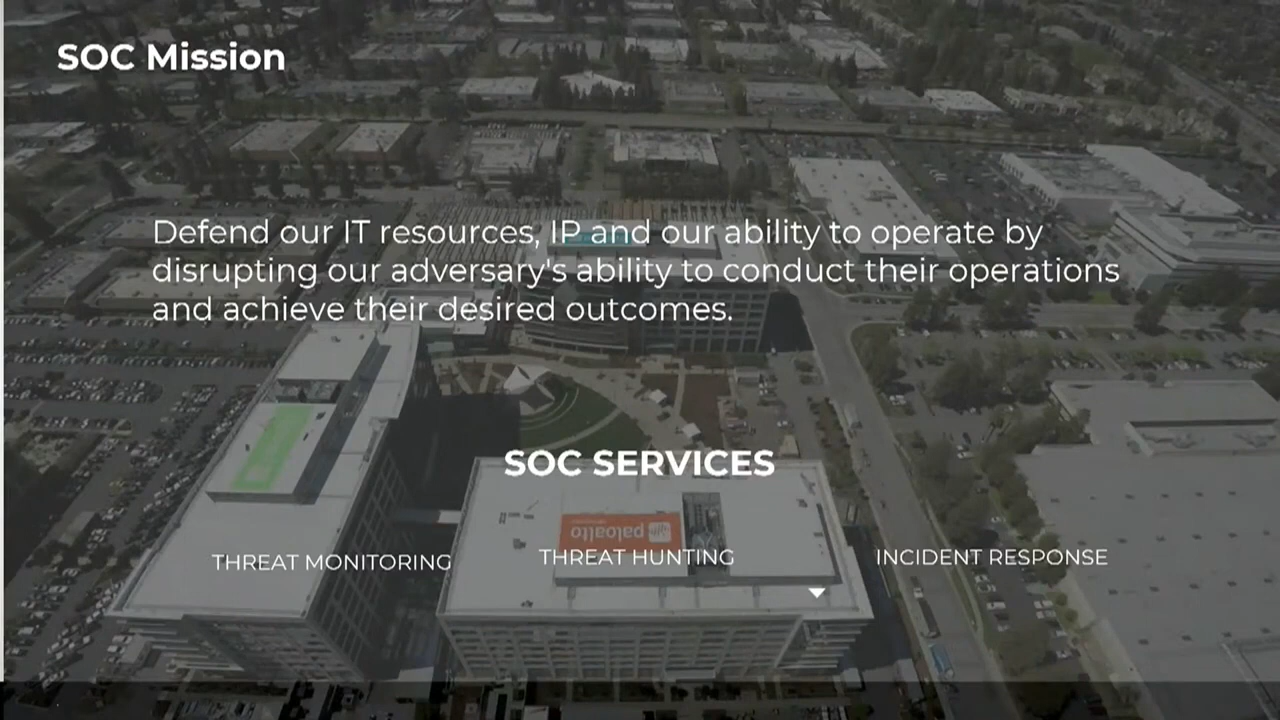 SOC Mission
Defend our IT resources, IP and our ability to operate by
disrupting our adversary's ability to conduct their operations
and achieve their desired outcomes.
SOC SERVICES
paloalto
THREAT MONITORING
THREAT HUNTING
INCIDENT RESPONSE